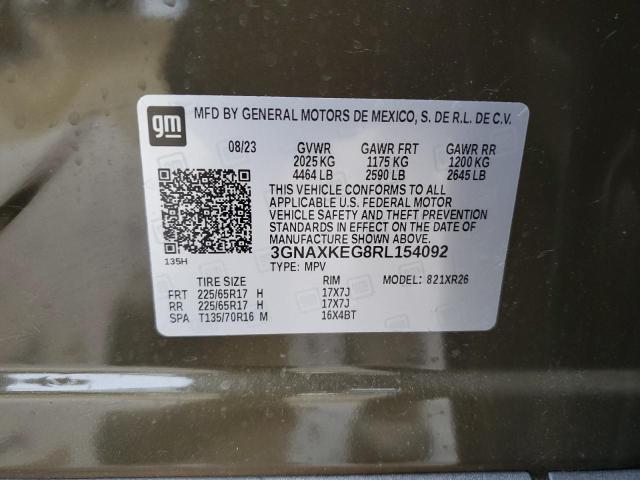 gm
MFD BY GENERAL MOTORS DE MEXICO, S. DE R.L. DE C.V.
08/23 GVWR GAWR FRT GAWR RR
2025 KG 1175 KG 1200 KG
4464 LB 2590 LB 2645 LB
THIS VEHICLE CONFORMS TO ALL
APPLICABLE U.S. FEDERAL MOTOR
VEHICLE SAFETY AND THEFT PREVENTION
STANDARDS IN EFFECT ON THE DATE OF
MANUFACTURE SHOWN ABOVE.
135H 3GNAXKEG8RL154092
TYPE: MPV
TIRE SIZE RIM MODEL: 821XR26
FRT 225/65R17 H 17X7J
RR 225/65R17 H 17X7J
SPA T135/70R16 M 16X4BT